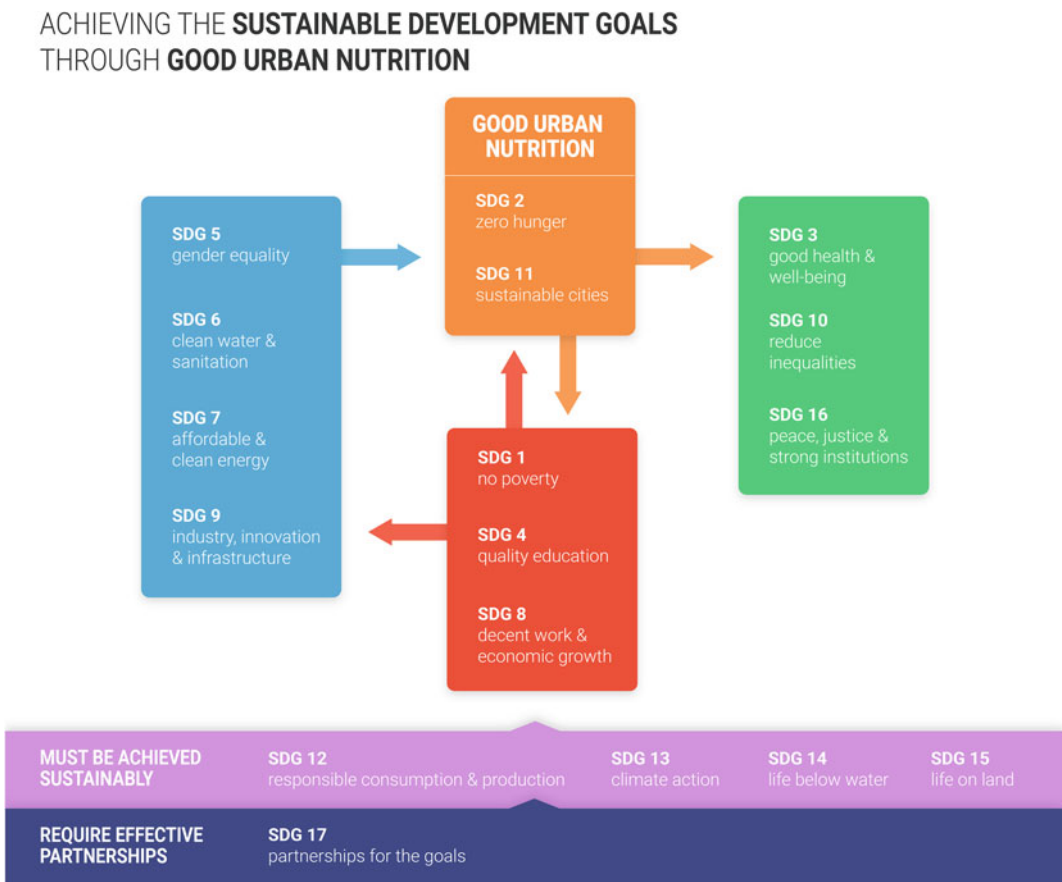 ACHIEVING THE SUSTAINABLE DEVELOPMENT GOALS
THROUGH GOOD URBAN NUTRITION
GOOD URBAN
NUTRITION
SDG 2
zero hunger
SDG 11
sustainable cities
SDG 5
gender equality
SDG 6
clean water &
sanitation
SDG 7
affordable &
clean energy
SDG 9
industry, innovation
& infrastructure
SDG 3
good health &
well-being
SDG 10
reduce
inequalities
SDG 16
peace, justice &
strong institutions
SDG 1
no poverty
SDG 4
quality education
SDG 8
decent work &
economic growth
MUST BE ACHIEVED
SUSTAINABLY
SDG 12
responsible consumption & production
SDG 13
climate action
SDG 14
life below water
SDG 15
life on land
REQUIRE EFFECTIVE
PARTNERSHIPS
SDG 17
partnerships for the goals